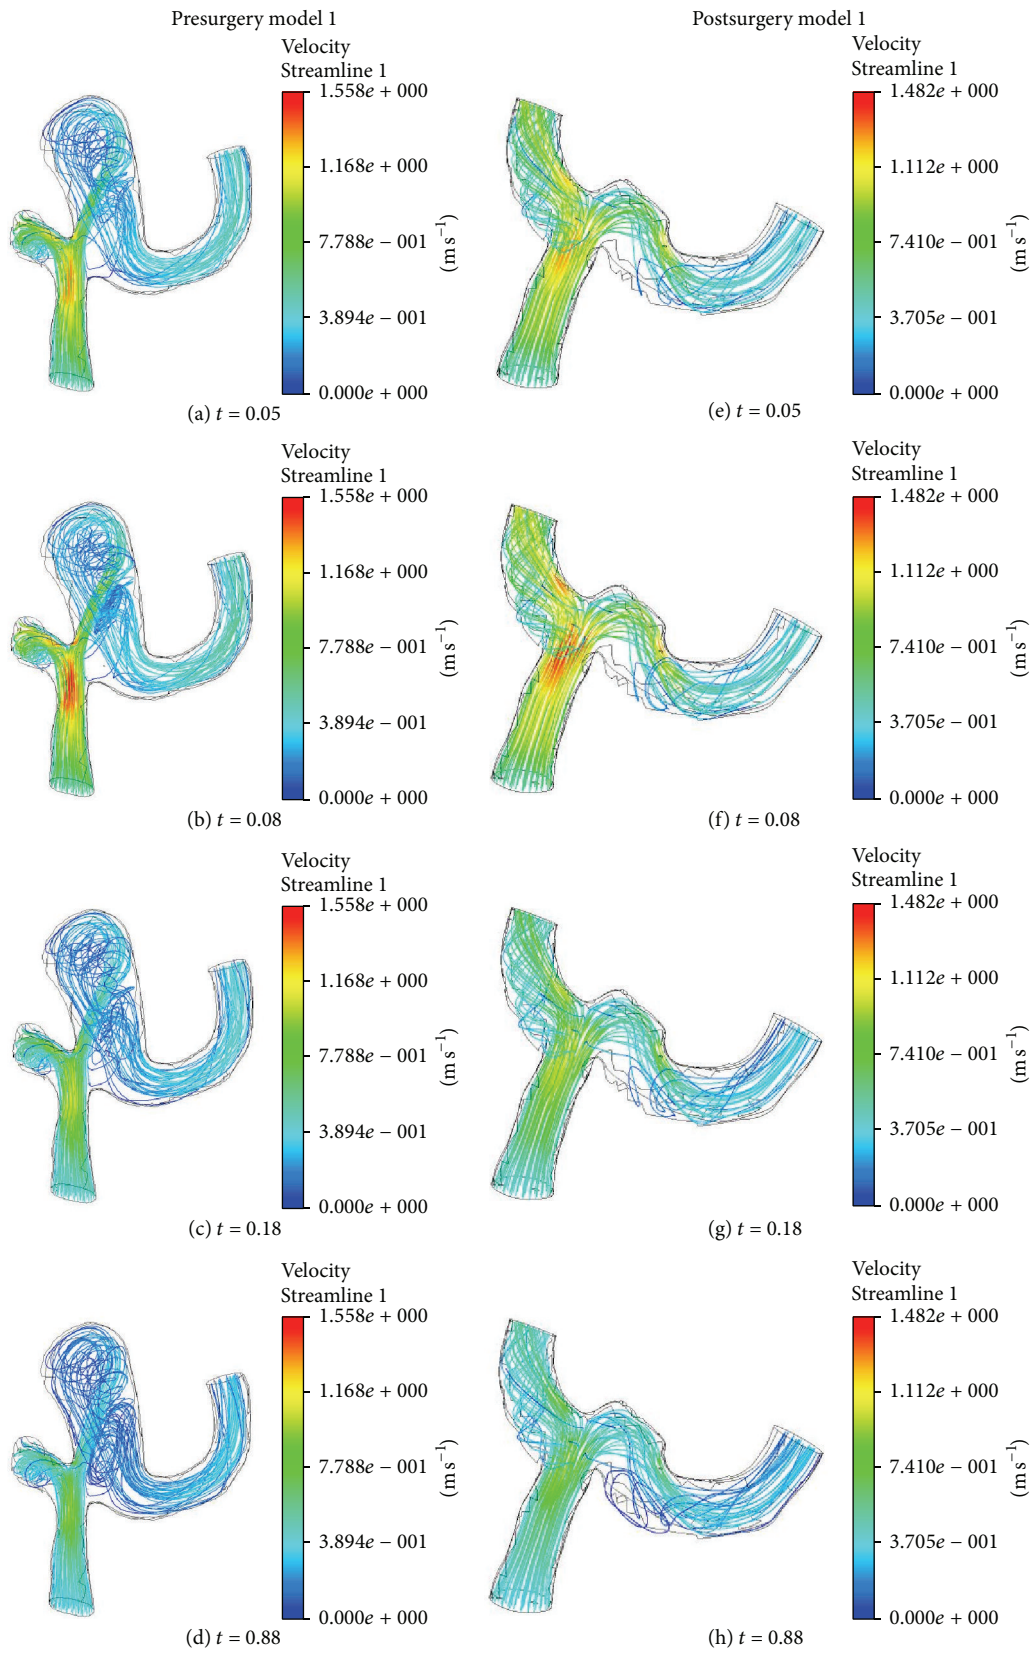 Presurgery model 1
Postsurgery model 1
Velocity
Streamline 1
1.558e + 000
1.168e + 000
7.788e − 001
3.894e − 001
0.000e + 000
(m s−1)
(a) t = 0.05
Velocity
Streamline 1
1.482e + 000
1.112e + 000
7.410e − 001
3.705e − 001
0.000e + 000
(m s−1)
(e) t = 0.05
Velocity
Streamline 1
1.558e + 000
1.168e + 000
7.788e − 001
3.894e − 001
0.000e + 000
(m s−1)
(b) t = 0.08
Velocity
Streamline 1
1.482e + 000
1.112e + 000
7.410e − 001
3.705e − 001
0.000e + 000
(m s−1)
(f) t = 0.08
Velocity
Streamline 1
1.558e + 000
1.168e + 000
7.788e − 001
3.894e − 001
0.000e + 000
(m s−1)
(c) t = 0.18
Velocity
Streamline 1
1.482e + 000
1.112e + 000
7.410e − 001
3.705e − 001
0.000e + 000
(m s−1)
(g) t = 0.18
Velocity
Streamline 1
1.558e + 000
1.168e + 000
7.788e − 001
3.894e − 001
0.000e + 000
(m s−1)
(d) t = 0.88
Velocity
Streamline 1
1.482e + 000
1.112e + 000
7.410e − 001
3.705e − 001
0.000e + 000
(m s−1)
(h) t = 0.88